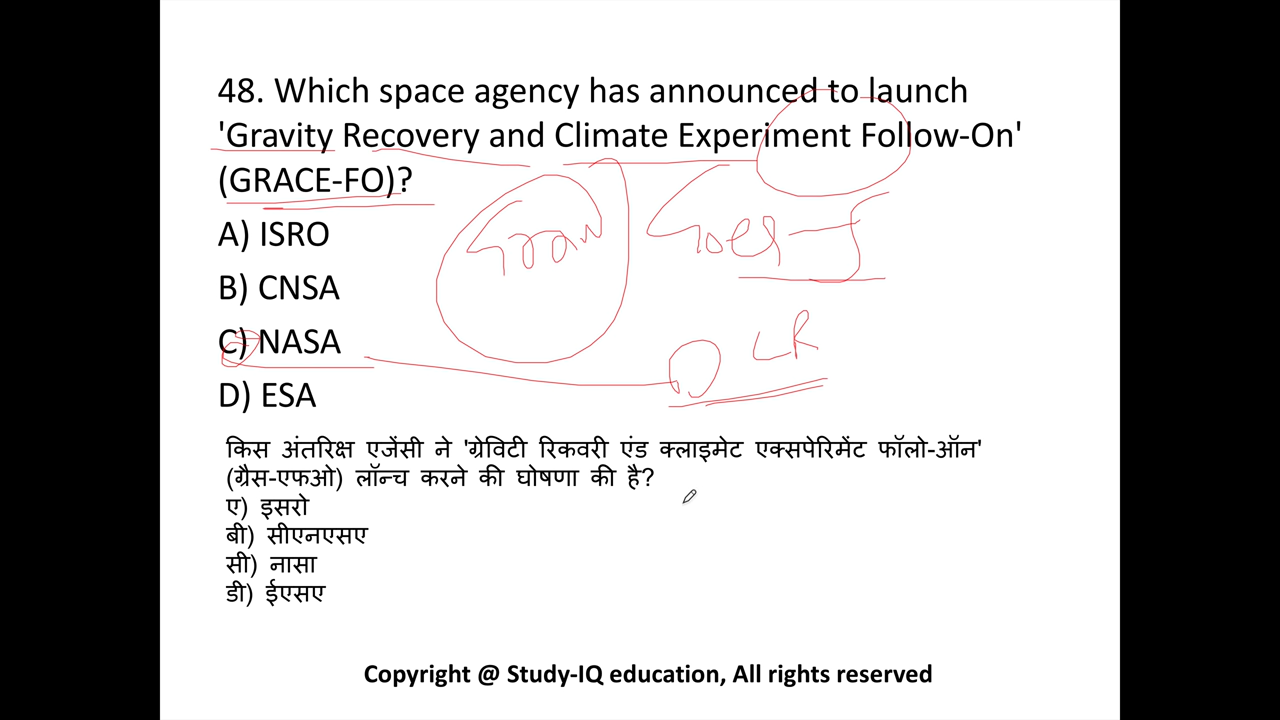 48. Which space agency has announced to launch
'Gravity Recovery and Climate Experiment Follow-On'
(GRACE-FO)?
A) ISRO
B) CNSA
C) NASA
D) ESA
LR
किस अंतरिक्ष एजेंसी ने 'ग्रेविटी रिकवरी एंड क्लाइमेट एक्सपेरिमेंट फॉलो-ऑन'
(ग्रैस-एफओ) लॉन्च करने की घोषणा की है?
ए) इसरो
बी) सीएनएसए
सी) नासा
डी) ईएसए
Copyright @ Study-IQ education, All rights reserved